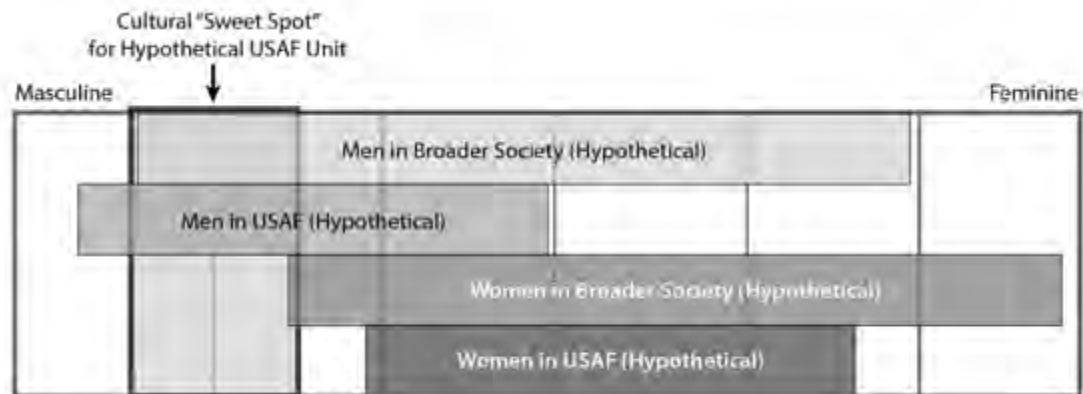 Cultural "Sweet Spot"
for Hypothetical USAF Unit
Masculine
Feminine
Men in Broader Society (Hypothetical)
Men in USAF (Hypothetical)
Women in Broader Society (Hypothetical)
Women in USAF (Hypothetical)